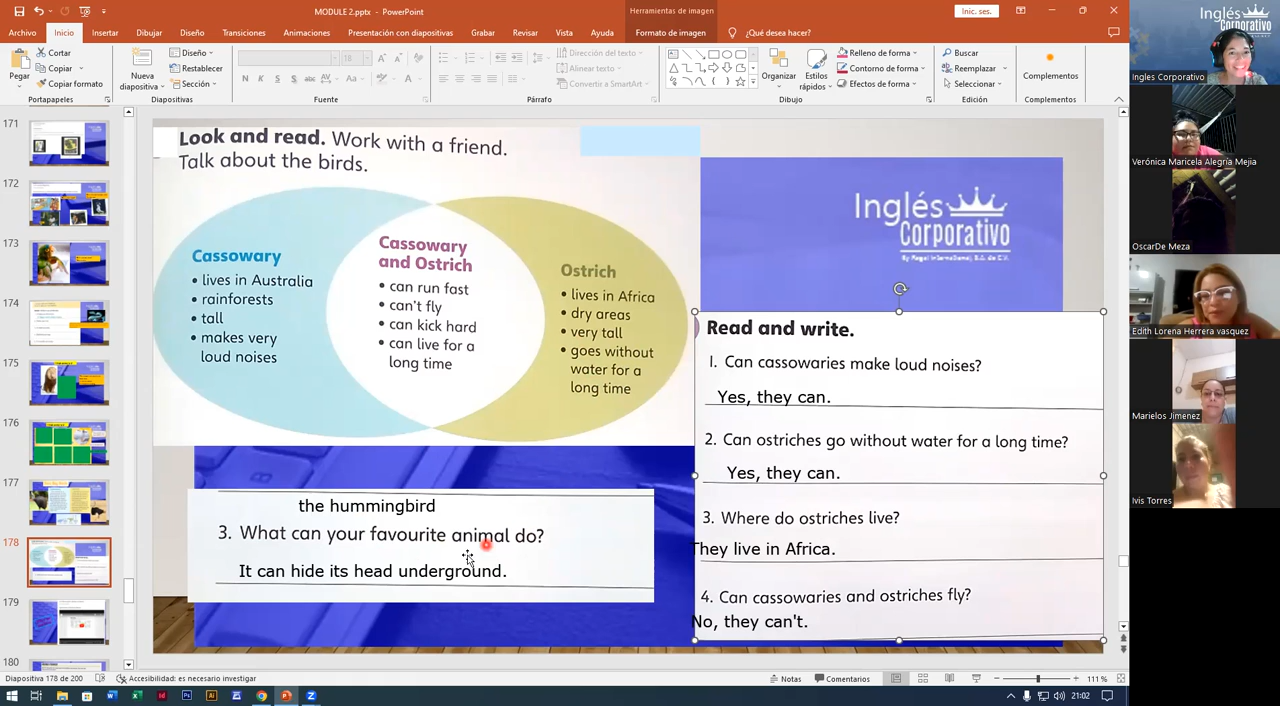 MODULE 2.pptx - PowerPoint
Herramientas de imagen
Inic. ses.
Archivo Inicio Insertar Dibujar Diseño Transiciones Animaciones Presentación con diapositivas Grabar Revisar Vista Ayuda Formato de imagen ¿Qué desea hacer?
Pegar
Cortar
Copiar
Copiar formato
Portapapeles
Nueva diapositiva
Diseño
Restablecer
Sección
Diapositivas
18
N K S S abc AV Aa A
Fuente
Párrafo
Dirección del texto
Alinear texto
Convertir a SmartArt
Organizar
Estilos rápidos
Relleno de forma
Contorno de forma
Efectos de forma
Dibujo
Buscar
Reemplazar
Seleccionar
Edición
Complementos
Complementos
171
172
173
174
175
176
177
178
179
180
Look and read. Work with a friend.
Talk about the birds.
Cassowary
• lives in Australia
• rainforests
• tall
• makes very
loud noises
Cassowary
and Ostrich
• can run fast
• can't fly
• can kick hard
• can live for a
long time
Ostrich
• lives in Africa
• dry areas
• very tall
• goes without
water for a
long time
Inglés
Corporativo
By Regal International, S.A. de C.V.
Read and write.
1. Can cassowaries make loud noises?
Yes, they can.
2. Can ostriches go without water for a long time?
Yes, they can.
3. Where do ostriches live?
They live in Africa.
4. Can cassowaries and ostriches fly?
No, they can't.
the hummingbird
3. What can your favourite animal do?
It can hide its head underground.
Inglés
Corporativo
Ingles Corporativo
Verónica Maricela Alegria Mejia
OscarDe Meza
Edith Lorena Herrera vasquez
Marielos Jimenez
Ivis Torres
Diapositiva 178 de 200
Accesibilidad: es necesario investigar
Notas
Comentarios
111 %
21:02